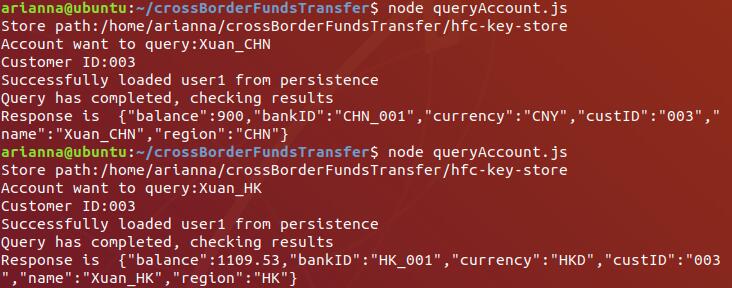 arianna@ubuntu:~/crossBorderFundsTransfer$ node queryAccount.js
Store path:/home/arianna/crossBorderFundsTransfer/hfc-key-store
Account want to query:Xuan_CHN
Customer ID:003
Successfully loaded user1 from persistence
Query has completed, checking results
Response is  {"balance":900,"bankID":"CHN_001","currency":"CNY","custID":"003","
name":"Xuan_CHN","region":"CHN"}
arianna@ubuntu:~/crossBorderFundsTransfer$ node queryAccount.js
Store path:/home/arianna/crossBorderFundsTransfer/hfc-key-store
Account want to query:Xuan_HK
Customer ID:003
Successfully loaded user1 from persistence
Query has completed, checking results
Response is  {"balance":1109.53,"bankID":"HK_001","currency":"HKD","custID":"003
","name":"Xuan_HK","region":"HK"}